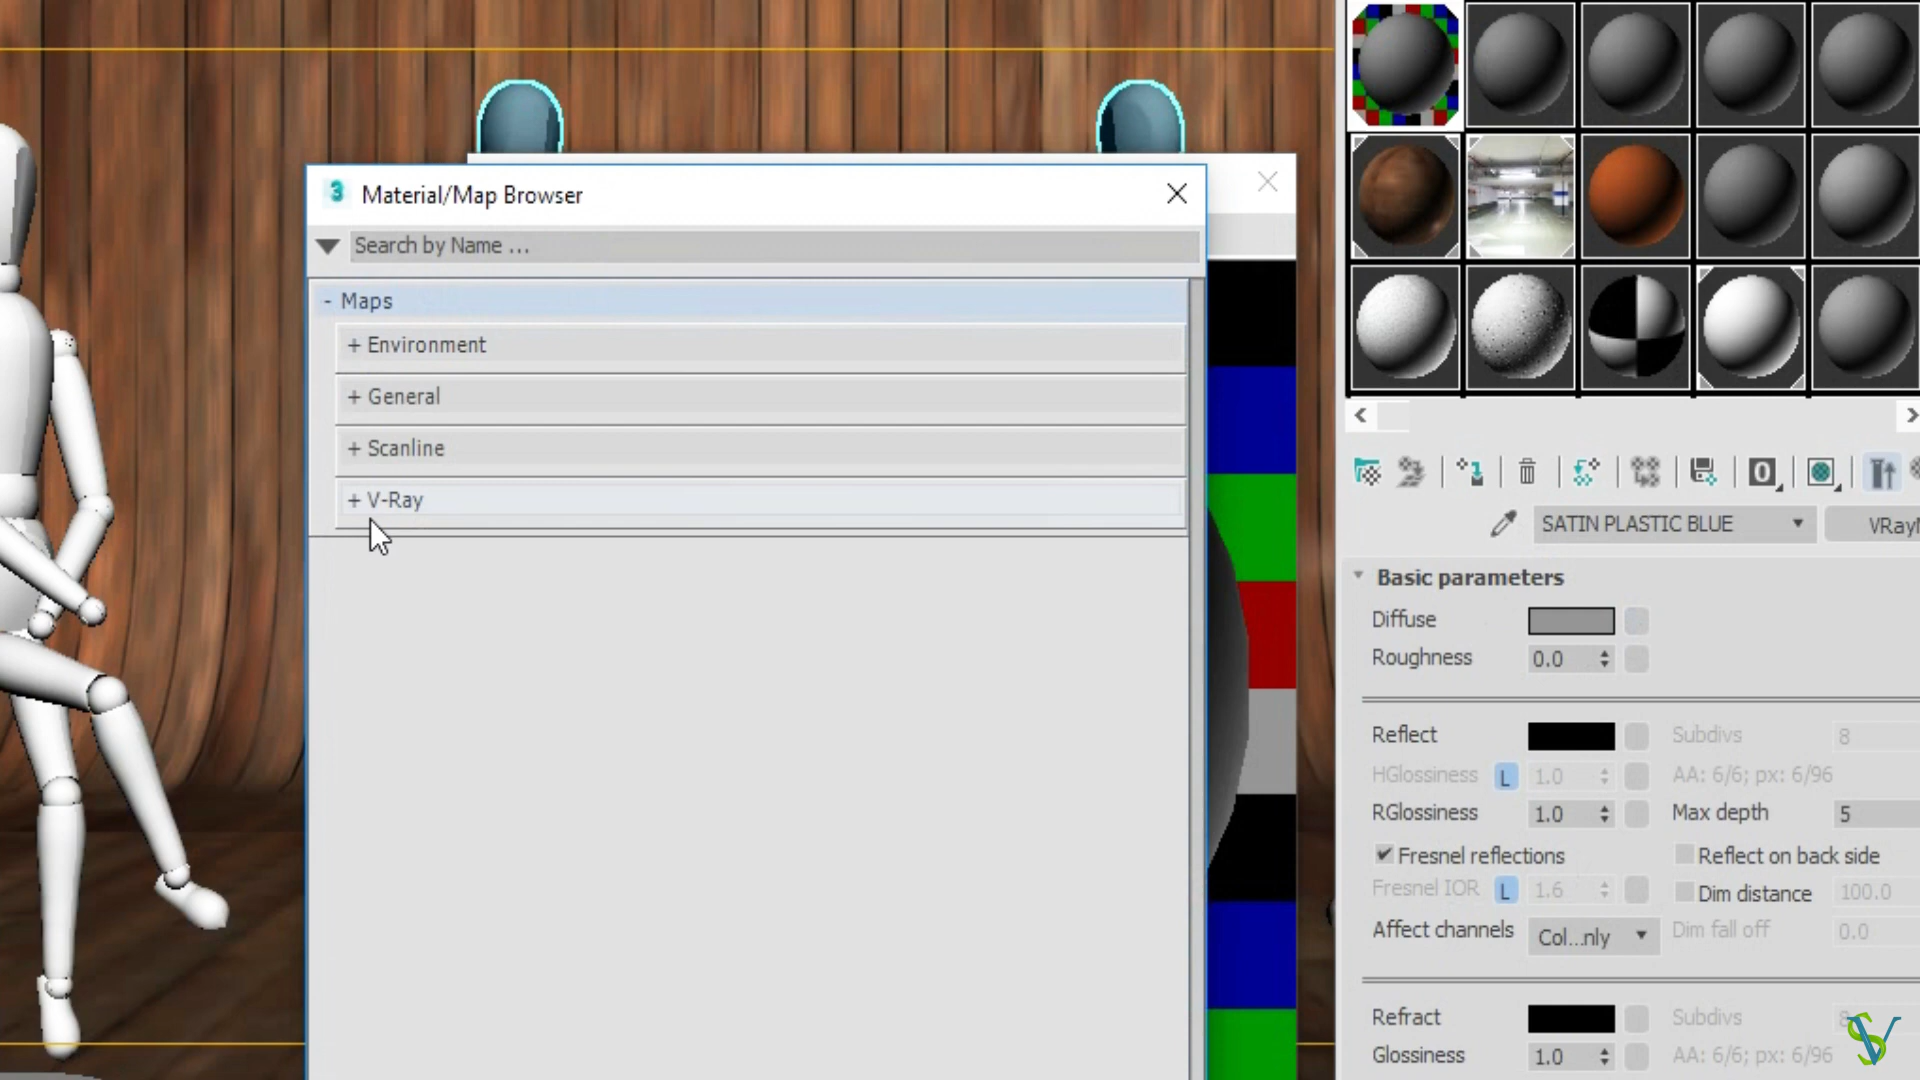 3 Material/Map Browser
Search by Name ...
- Maps
+ Environment
+ General
+ Scanline
+ V-Ray
SATIN PLASTIC BLUE
Basic parameters
Diffuse
Roughness 0.0
Reflect Subdivs 8
HGlossiness L 1.0 AA: 6/6; px: 6/96
RGlossiness 1.0 Max depth 5
Fresnel reflections Reflect on back side
Fresnel IOR L 1.6 Dim distance 100.0
Affect channels Col...nly Dim fall off 0.0
Refract Subdivs
Glossiness 1.0 AA: 6/6; px: 6/96